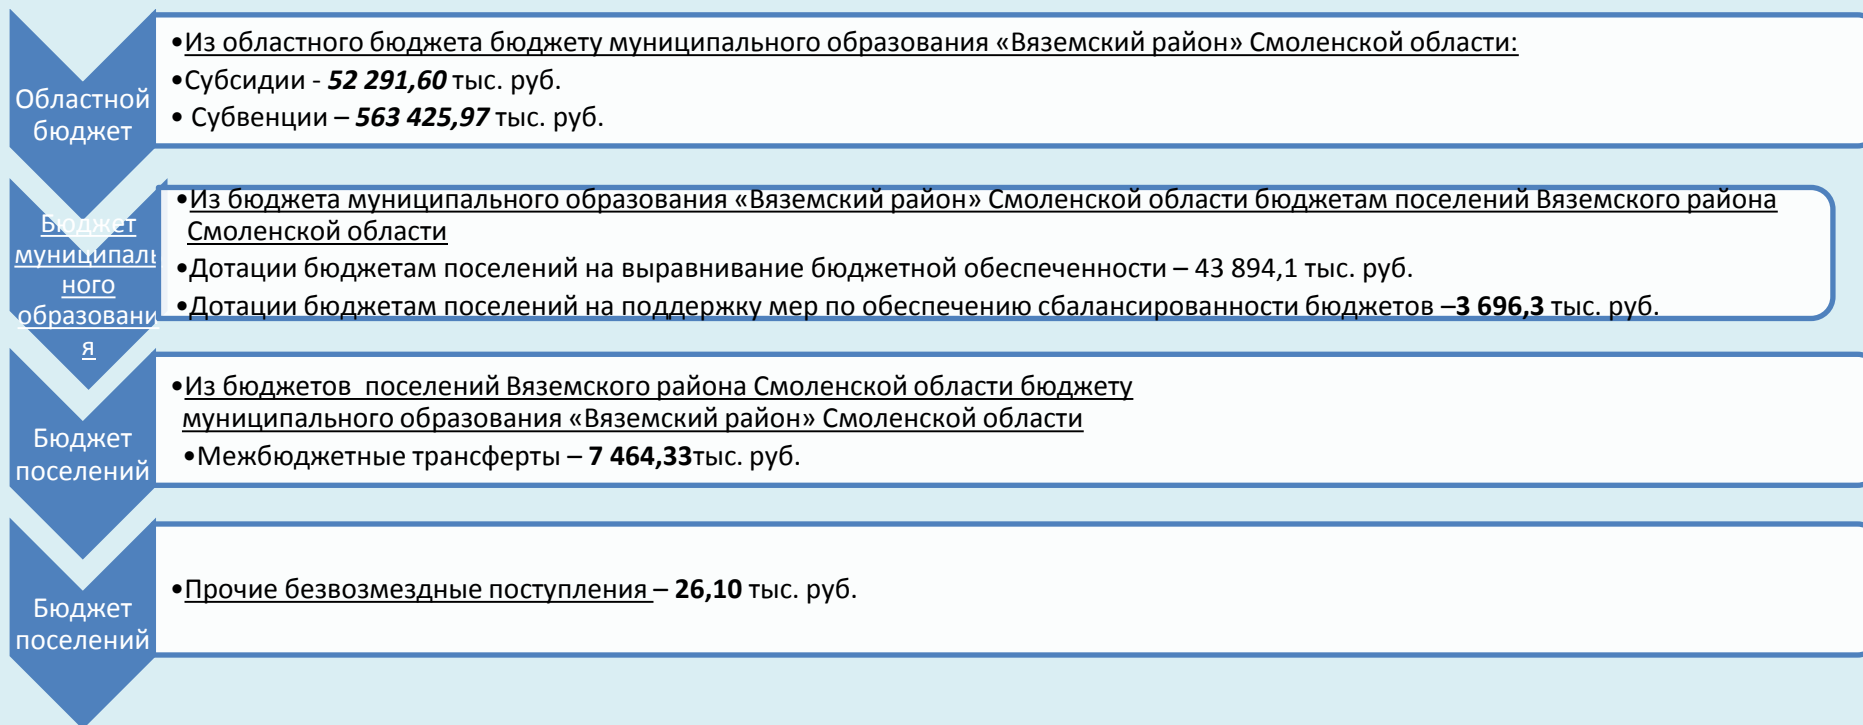 Областной
бюджет
•Из областного бюджета бюджету муниципального образования «Вяземский район» Смоленской области:
•Субсидии - 52 291,60 тыс. руб.
• Субвенции – 563 425,97 тыс. руб.
Бюджет
муниципаль
ного
образовани
я
•Из бюджета муниципального образования «Вяземский район» Смоленской области бюджетам поселений Вяземского района
Смоленской области
•Дотации бюджетам поселений на выравнивание бюджетной обеспеченности – 43 894,1 тыс. руб.
•Дотации бюджетам поселений на поддержку мер по обеспечению сбалансированности бюджетов –3 696,3 тыс. руб.
Бюджет
поселений
•Из бюджетов  поселений Вяземского района Смоленской области бюджету
муниципального образования «Вяземский район» Смоленской области
•Межбюджетные трансферты – 7 464,33тыс. руб.
Бюджет
поселений
•Прочие безвозмездные поступления – 26,10 тыс. руб.